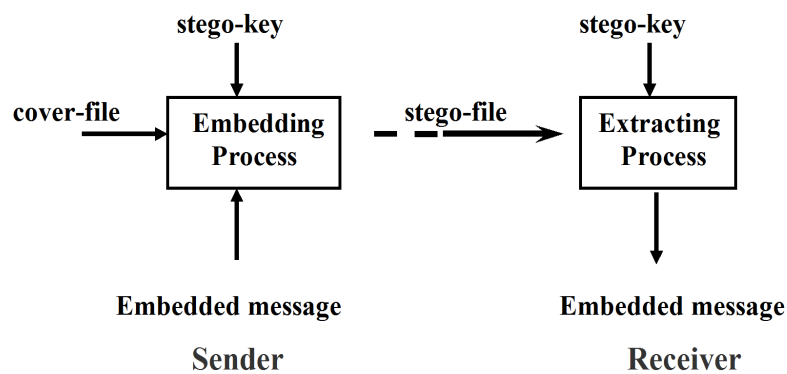 stego-key
stego-key
cover-file
stego-file
Embedding
Process
Extracting
Process
Embedded message
Embedded message
Sender
Receiver